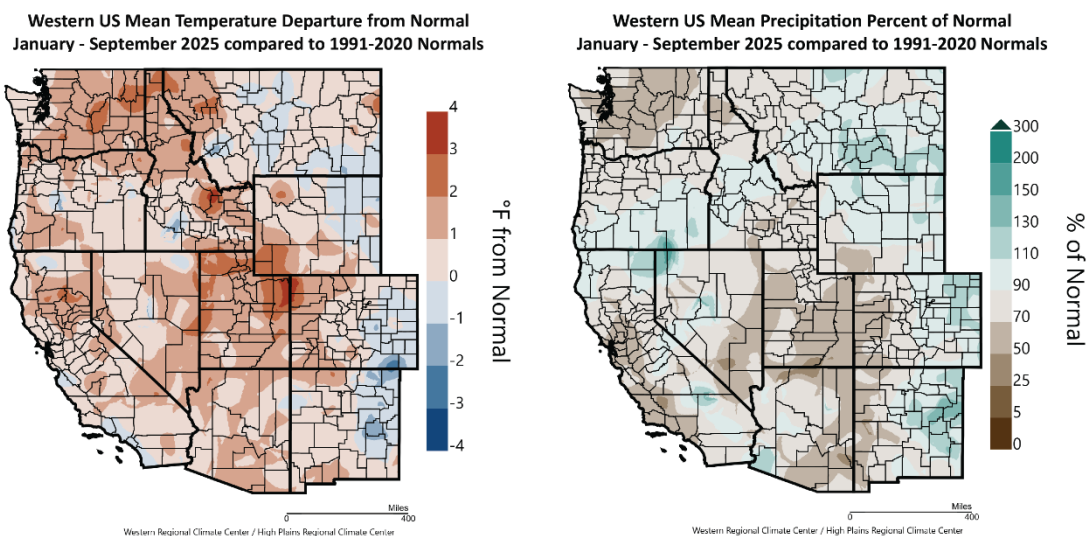 Western US Mean Temperature Departure from Normal
January - September 2025 compared to 1991-2020 Normals
4
3
2
1
0
-1
-2
-3
-4
°F from Normal
Miles
0 400
Western Regional Climate Center / High Plains Regional Climate Center
Western US Mean Precipitation Percent of Normal
January - September 2025 compared to 1991-2020 Normals
300
200
150
130
110
90
70
50
25
5
0
% of Normal
Miles
0 400
Western Regional Climate Center / High Plains Regional Climate Center